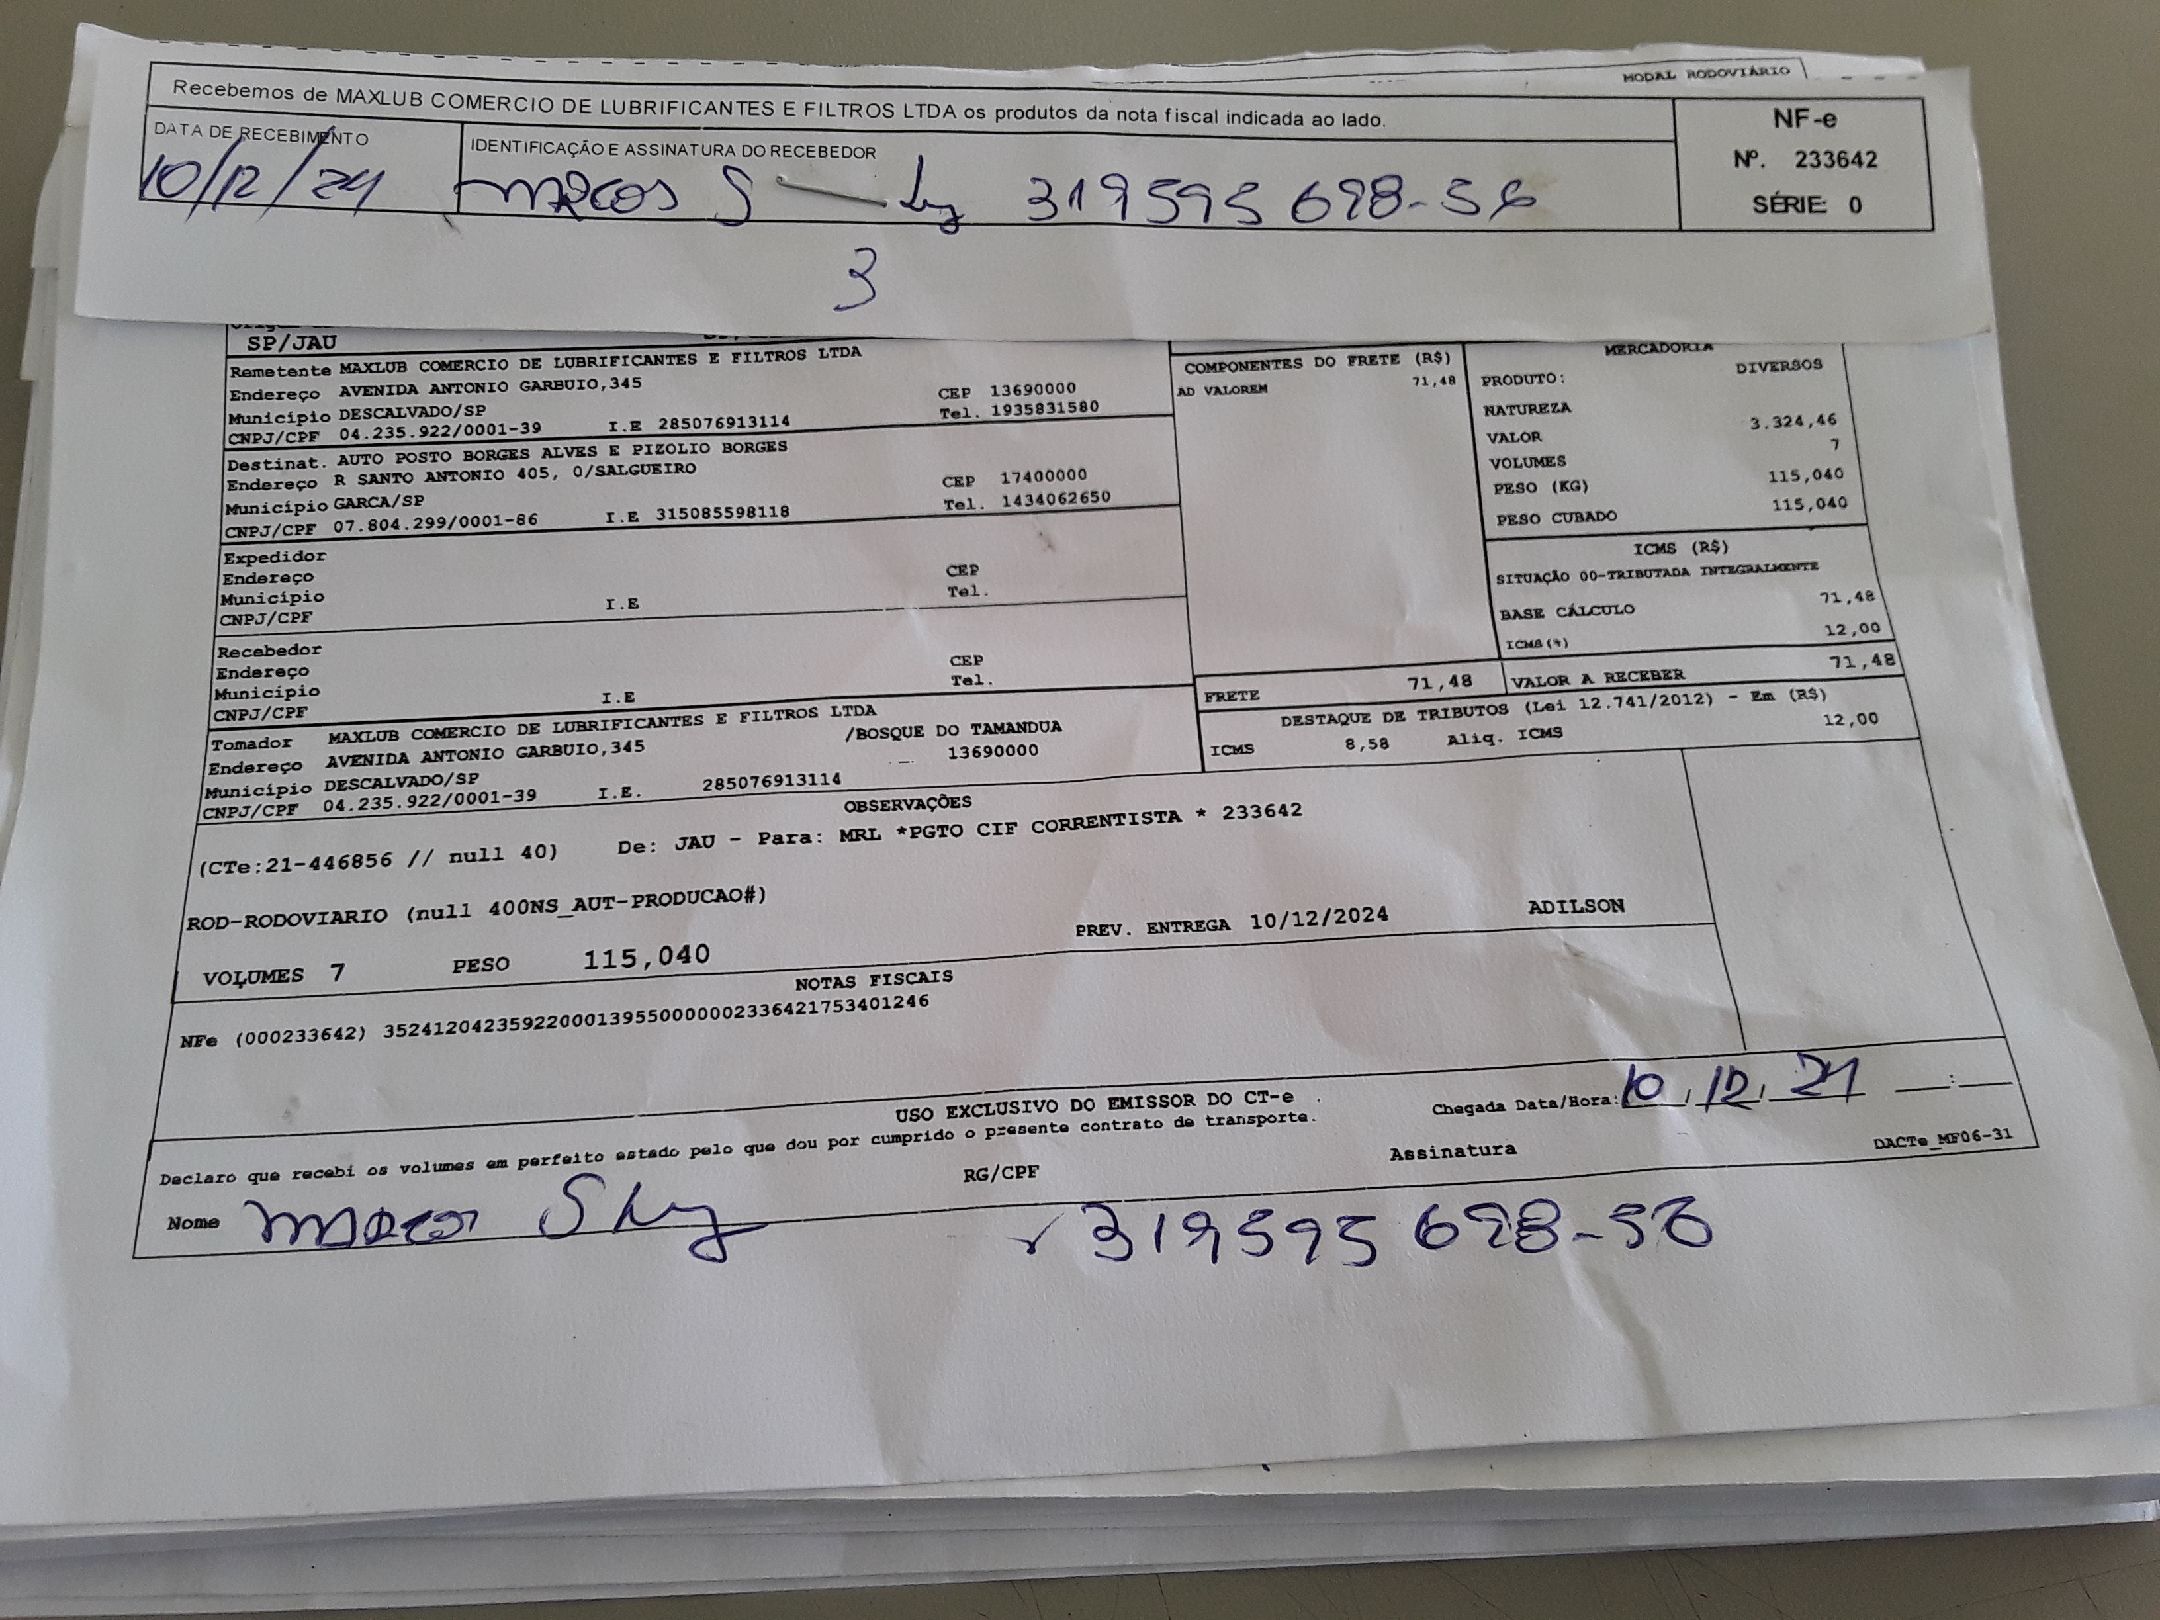 MODAL RODOVIÁRIO
Recebemos de MAXLUB COMERCIO DE LUBRIFICANTES E FILTROS LTDA os produtos da nota fiscal indicada ao lado.
NF-e
Nº. 233642
SÉRIE: 0
DATA DE RECEBIMENTO
10/12/24
IDENTIFICAÇÃO E ASSINATURA DO RECEBEDOR
319595698-56
3
SP/JAU
Remetente MAXLUB COMERCIO DE LUBRIFICANTES E FILTROS LTDA
Endereço AVENIDA ANTONIO GARBUIO,345 CEP 13690000
Município DESCALVADO/SP Tel. 1935831580
CNPJ/CPF 04.235.922/0001-39 I.E 285076913114
Destinat. AUTO POSTO BORGES ALVES E PIZOLIO BORGES
Endereço R SANTO ANTONIO 405, 0/SALGUEIRO CEP 17400000
Município GARCA/SP Tel. 1434062650
CNPJ/CPF 07.804.299/0001-86 I.E 315085598118
Expedidor
Endereço CEP
Município Tel.
CNPJ/CPF I.E
Recebedor
Endereço CEP
Município Tel.
CNPJ/CPF I.E
Tomador MAXLUB COMERCIO DE LUBRIFICANTES E FILTROS LTDA
Endereço AVENIDA ANTONIO GARBUIO,345 /BOSQUE DO TAMANDUA
Município DESCALVADO/SP 13690000
CNPJ/CPF 04.235.922/0001-39 I.E. 285076913114
COMPONENTES DO FRETE (R$)
AD VALOREM 71,48
MERCADORIA
PRODUTO: DIVERSOS
NATUREZA
VALOR 3.324,46
VOLUMES 7
PESO (KG) 115,040
PESO CUBADO 115,040
ICMS (R$)
SITUAÇÃO 00-TRIBUTADA INTEGRALMENTE
BASE CÁLCULO 71,48
ICMS(%) 12,00
FRETE 71,48 VALOR A RECEBER 71,48
DESTAQUE DE TRIBUTOS (Lei 12.741/2012) - Em (R$)
ICMS 8,58 Aliq. ICMS 12,00
OBSERVAÇÕES
(CTe:21-446856 // null 40) De: JAU - Para: MRL *PGTO CIF CORRENTISTA * 233642
ROD-RODOVIARIO (null 400NS_AUT-PRODUCAO#)
PREV. ENTREGA 10/12/2024 ADILSON
VOLUMES 7 PESO 115,040
NOTAS FISCAIS
NFe (000233642) 35241204235922000139550000002336421753401246
USO EXCLUSIVO DO EMISSOR DO CT-e
Declaro que recebi os volumes em perfeito estado pelo que dou por cumprido o presente contrato de transporte.
Chegada Data/Hora: 10,12,24 :
Nome RG/CPF Assinatura DACTe_MF06-31
319595698-56